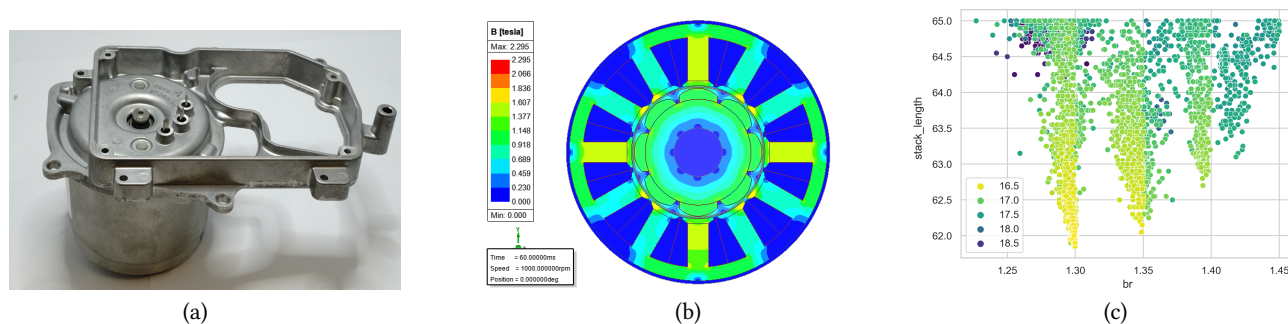 B [tesla]
Max: 2.295
2.295
2.066
1.836
1.607
1.377
1.148
0.918
0.689
0.459
0.230
0.000
Min: 0.000
Y
Time = 60.00000ms
Speed = 1000.000000rpm
Position = 0.000000deg
65.0
64.5
64.0
63.5
63.0
62.5
62.0
stack_length
16.5
17.0
17.5
18.0
18.5
1.25
1.30
1.35
1.40
1.45
br
(a)
(b)
(c)